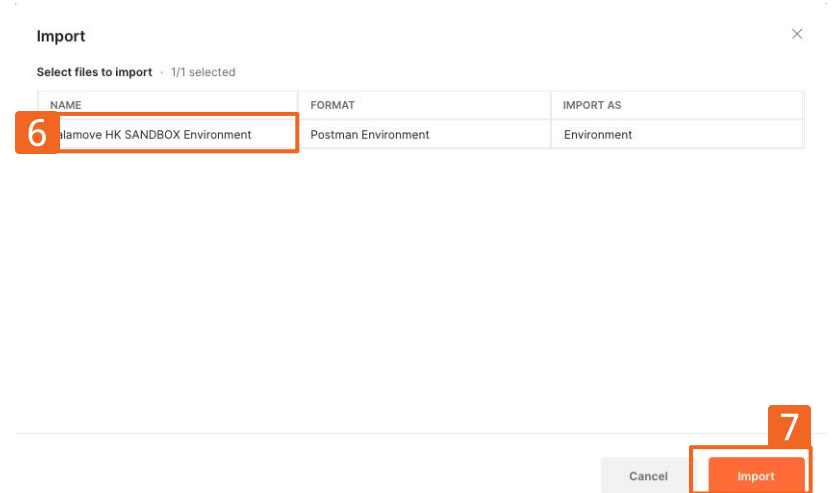 Import
Select files to import · 1/1 selected
NAME FORMAT IMPORT AS
6
alamove HK SANDBOX Environment Postman Environment Environment
7
Cancel Import